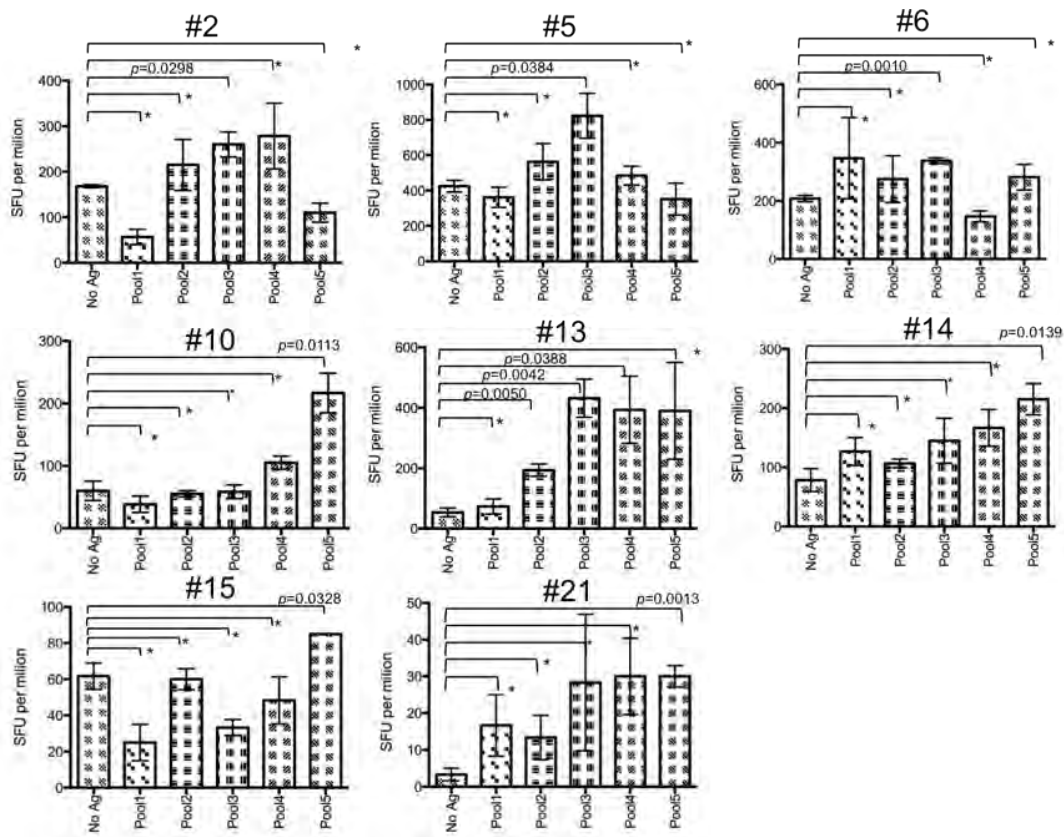 #2
*
p=0.0298
*
*
*
SFU per milion
400
300
200
100
0
No Ag
Pool1
Pool2
Pool3
Pool4
Pool5
#5
*
p=0.0384
*
*
*
SFU per milion
1000
800
600
400
200
0
No Ag
Pool1
Pool2
Pool3
Pool4
Pool5
#6
*
p=0.0010
*
*
*
SFU per milion
600
400
200
0
No Ag
Pool1
Pool2
Pool3
Pool4
Pool5
#10
p=0.0113
*
*
*
*
SFU per milion
300
200
100
0
No Ag
Pool1
Pool2
Pool3
Pool4
Pool5
#13
*
p=0.0388
p=0.0042
p=0.0050
*
SFU per milion
600
400
200
0
No Ag
Pool1
Pool2
Pool3
Pool4
Pool5
#14
p=0.0139
*
*
*
*
SFU per milion
300
200
100
0
No Ag
Pool1
Pool2
Pool3
Pool4
Pool5
#15
p=0.0328
*
*
*
*
SFU per milion
100
80
60
40
20
0
No Ag
Pool1
Pool2
Pool3
Pool4
Pool5
#21
p=0.0013
*
*
*
SFU per milion
50
40
30
20
10
0
No Ag
Pool1
Pool2
Pool3
Pool4
Pool5